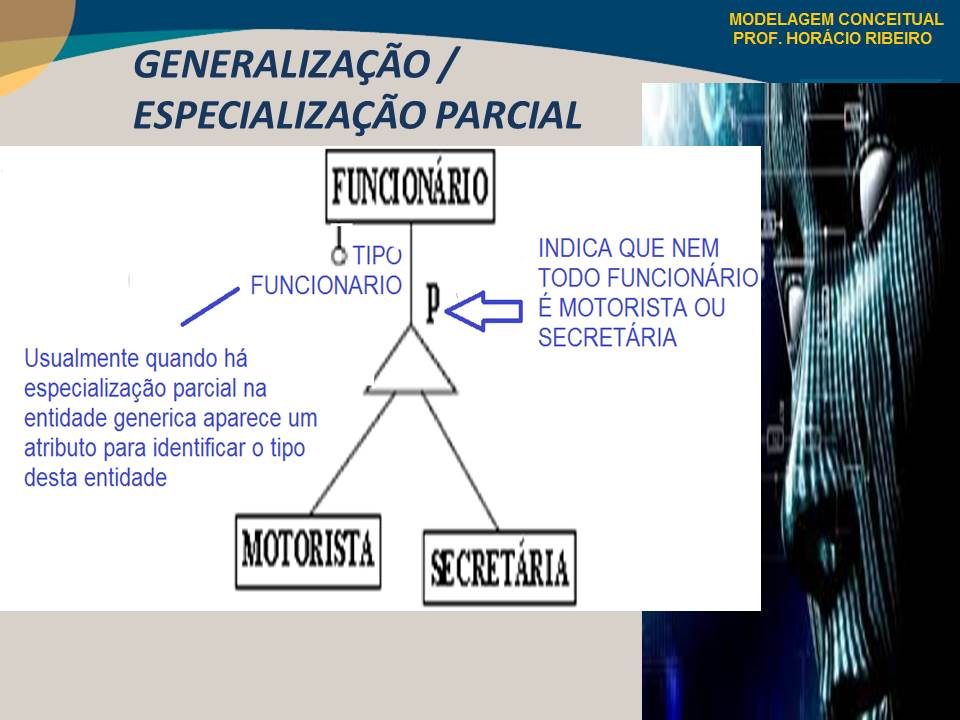 MODELAGEM CONCEITUAL
PROF. HORÁCIO RIBEIRO
GENERALIZAÇÃO /
ESPECIALIZAÇÃO PARCIAL
FUNCIONÁRIO
TIPO
FUNCIONARIO
p
INDICA QUE NEM
TODO FUNCIONÁRIO
É MOTORISTA OU
SECRETÁRIA
Usualmente quando há
especialização parcial na
entidade generica aparece um
atributo para identificar o tipo
desta entidade
MOTORISTA
SECRETÁRIA